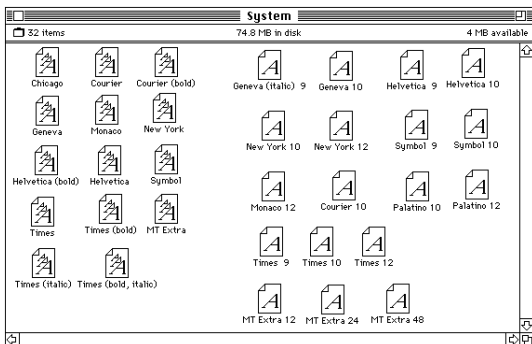 System
32 items 74.8 MB in disk 4 MB available
Chicago Courier Courier (bold) Geneva (italic) 9 Geneva 10 Helvetica 9 Helvetica 10
Geneva Monaco New York New York 10 New York 12 Symbol 9 Symbol 10
Helvetica (bold) Helvetica Symbol Monaco 12 Courier 10 Palatino 10 Palatino 12
Times Times (bold) MT Extra Times 9 Times 10 Times 12
Times (italic) Times (bold, italic) MT Extra 12 MT Extra 24 MT Extra 48